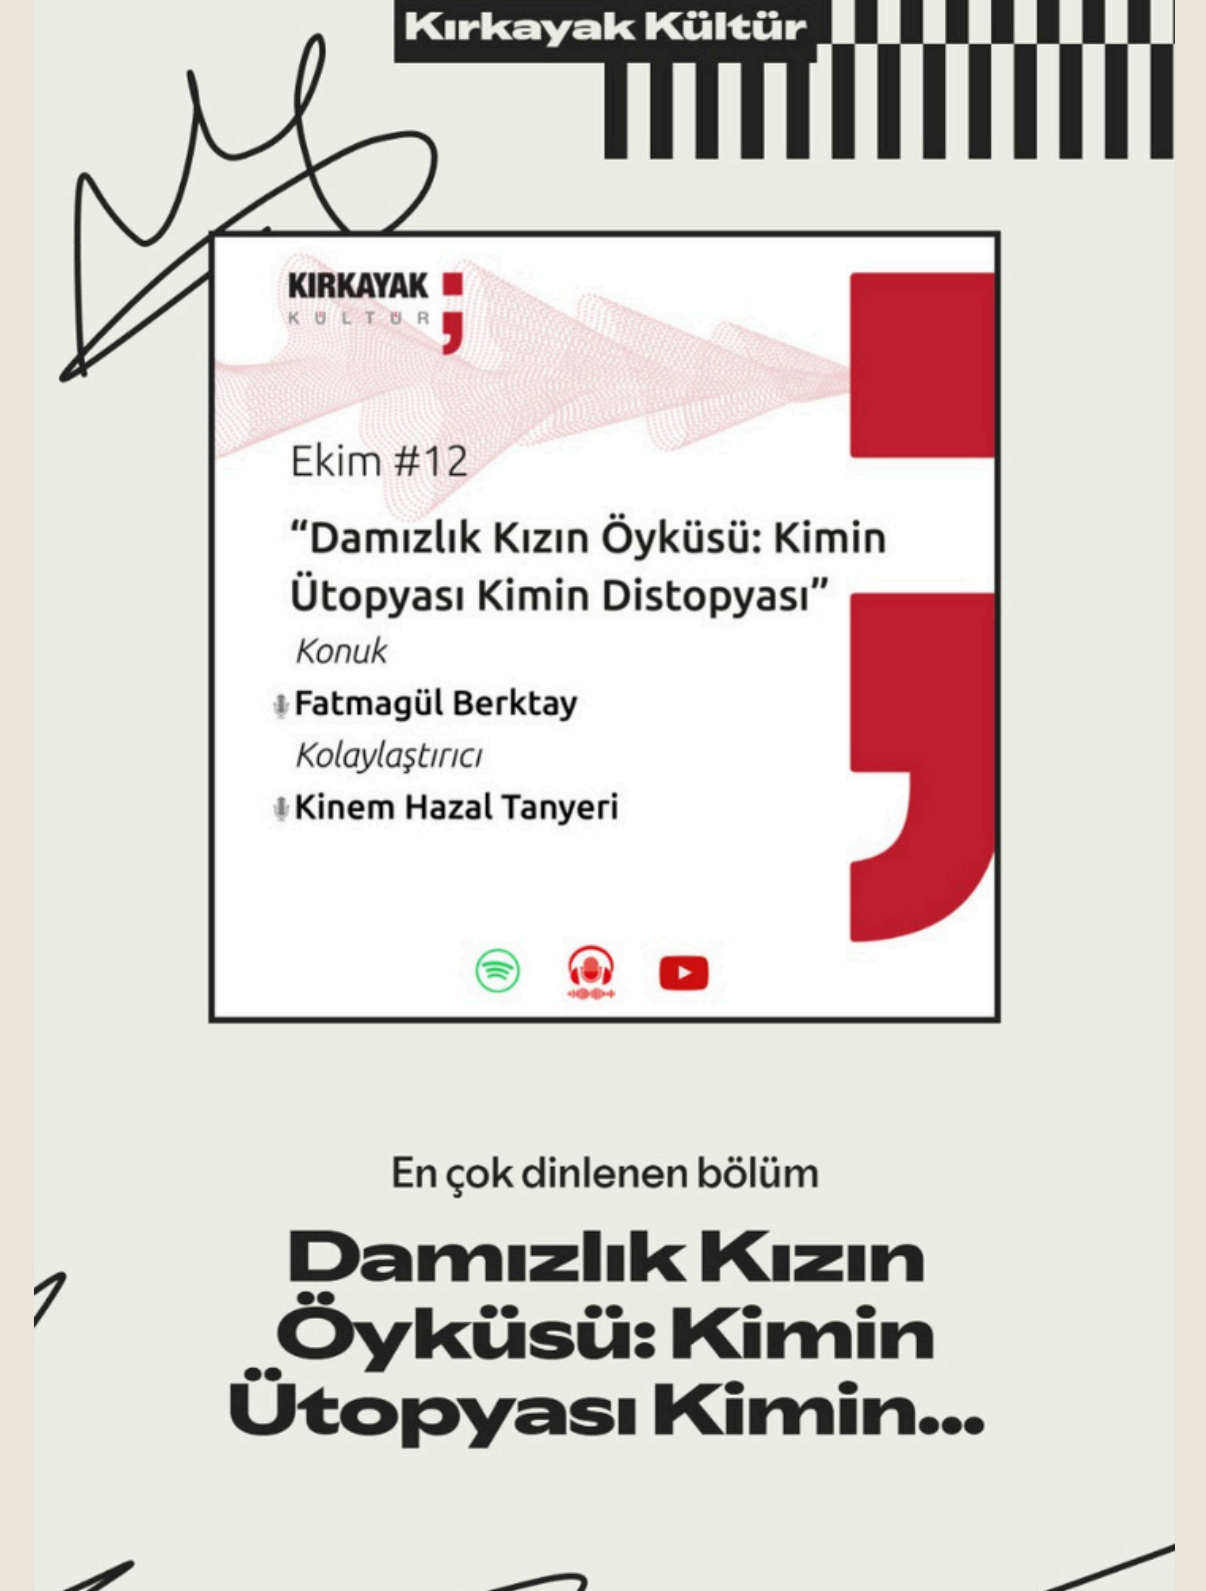 Kırkayak Kültür
KIRKAYAK
KÜLTÜR
Ekim #12
“Damızlık Kızın Öyküsü: Kimin
Ütopyası Kimin Distopyası”
Konuk
Fatmagül Berktay
Kolaylaştırıcı
Kinem Hazal Tanyeri
En çok dinlenen bölüm
Damızlık Kızın
Öyküsü: Kimin
Ütopyası Kimin...